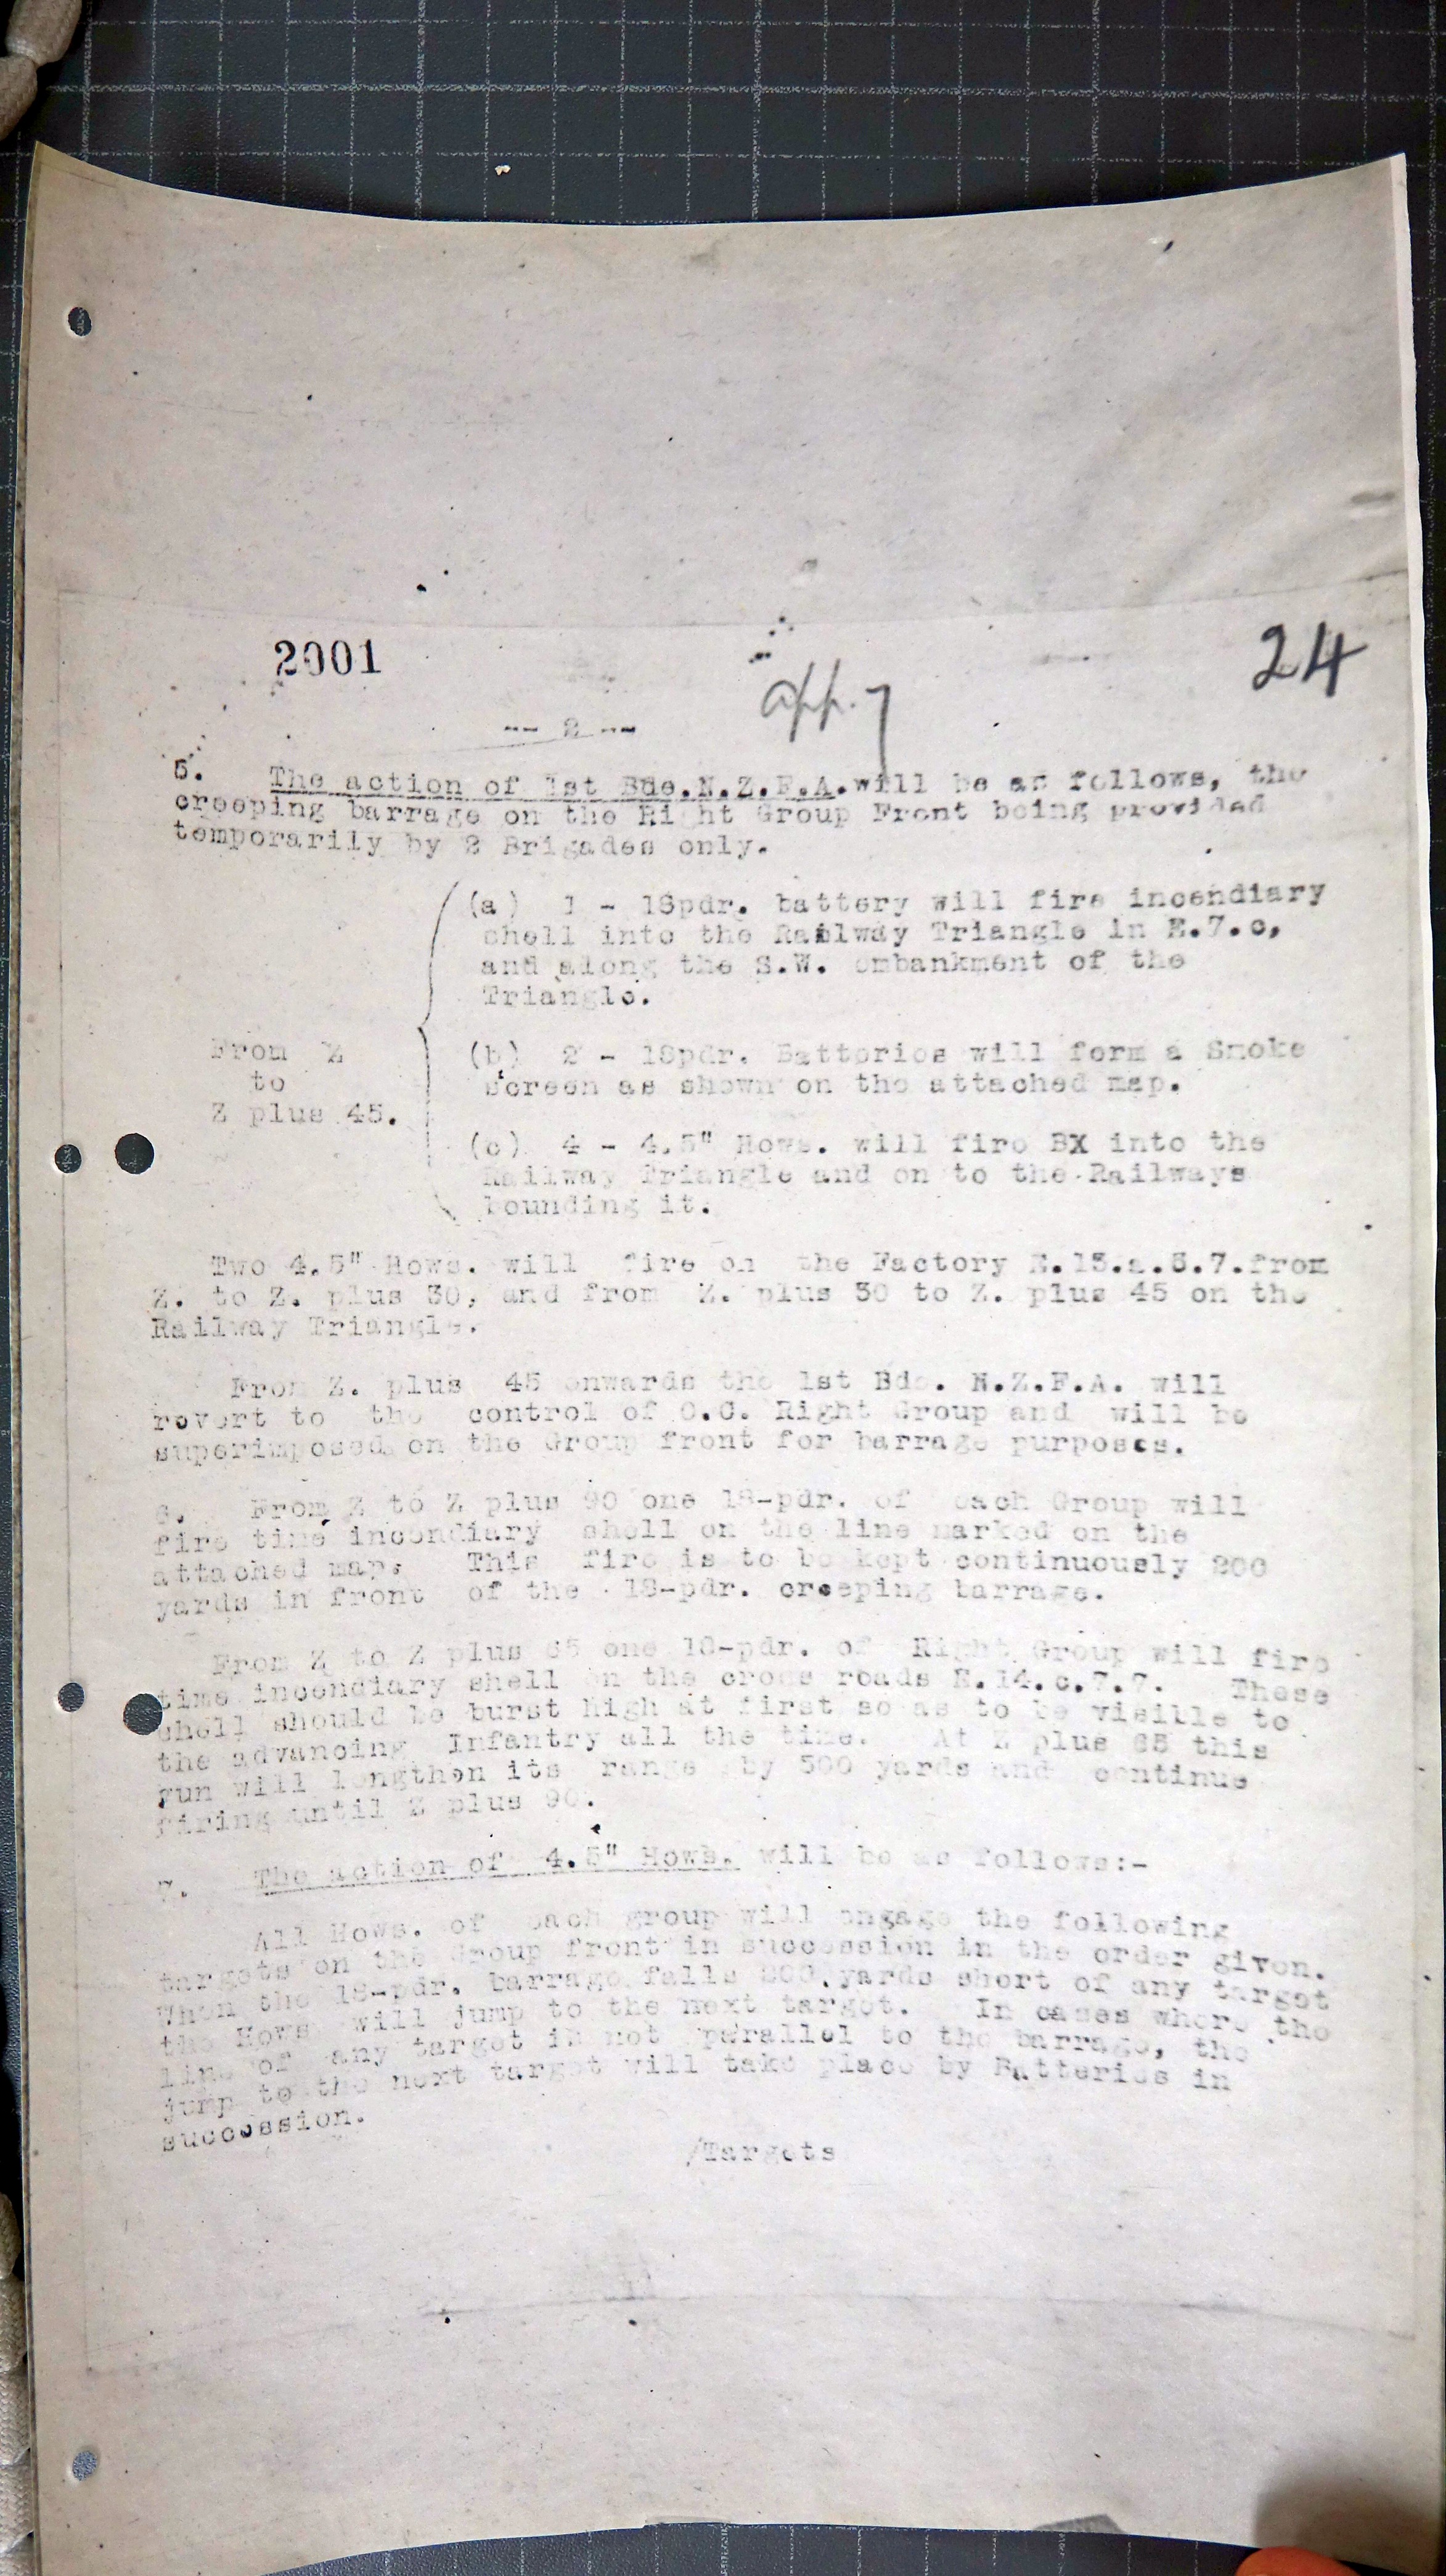 2001
24
app. 7
-- 2 --
5. The action of 1st Bde.N.Z.F.A.will be as follows, the
creeping barrage on the Right Group Front being provided
temporarily by 2 Brigades only.
(a) 1 - 18pdr. battery will fire incendiary
shell into the Railway Triangle in E.7.c,
and along the S.W. embankment of the
Triangle.
From Z
to
Z plus 45.
(b) 2 - 18pdr. Batteries will form a Smoke
screen as shown on the attached map.
(c) 4 - 4.5" Hows. will fire BX into the
Railway Triangle and on to the Railways
bounding it.
Two 4.5" Hows. will fire on the Factory from
Z. to Z. plus 30, and from Z. plus 30 to Z. plus 45 on the
Railway Triangle.
From Z. plus 45 onwards the 1st Bde. N.Z.F.A. will
revert to the control of O.C. Right Group and will be
superimposed on the Group front for barrage purposes.
6. From Z to Z plus 90 one 18-pdr. of each Group will
fire time incendiary shell on the line marked on the
attached map. This fire is to be kept continuously 200
yards in front of the 18-pdr. creeping barrage.
From Z to Z plus 65 one 18-pdr. of Right Group will fire
time incendiary shell on the cross roads E.14.c.7.7. These
shell should be burst high at first so as to be visible to
the advancing Infantry all the time. At Z plus 65 this
gun will lengthen its range by 500 yards and continue
firing until Z plus 90.
7. The action of 4.5" Hows. will be as follows:-
All Hows. of each group will engage the following
targets on the Group front in succession in the order given.
When the 18-pdr. barrage falls 200 yards short of any target
the Hows will jump to the next target. In cases where the
line of any target is not parallel to the barrage, the
jump to the next target will take place by Batteries in
succession.
/Targets